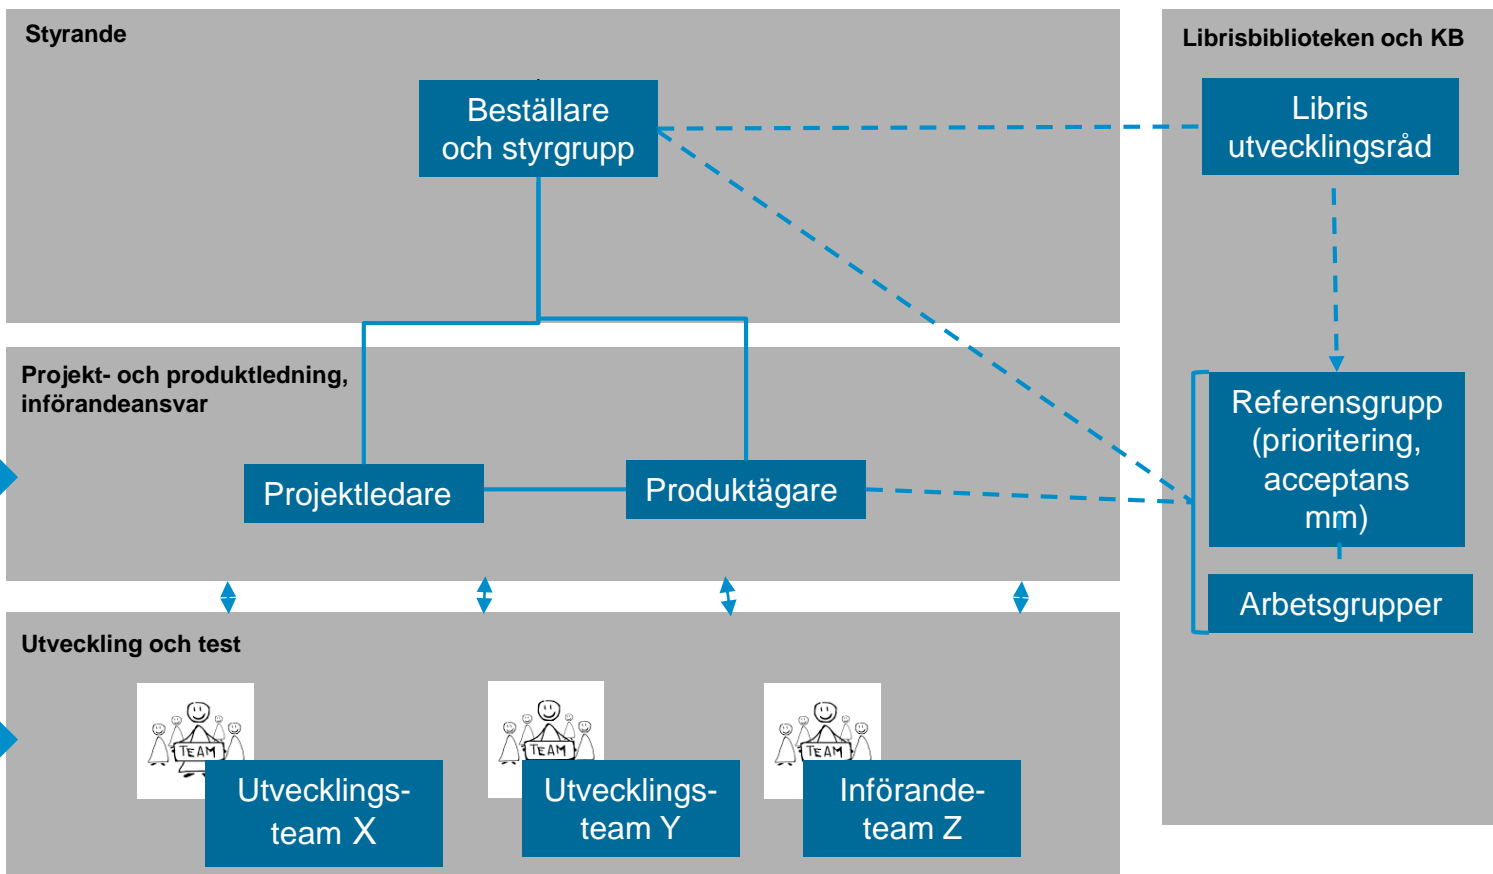 Styrande
Beställare
och styrgrupp
Projekt- och produktledning,
införandeansvar
Projektledare
Produktägare
Utveckling och test
TEAM
Utvecklings-
team X
TEAM
Utvecklings-
team Y
TEAM
Införande-
team Z
Librisbiblioteken och KB
Libris
utvecklingsråd
Referensgrupp
(prioritering,
acceptans
mm)
Arbetsgrupper